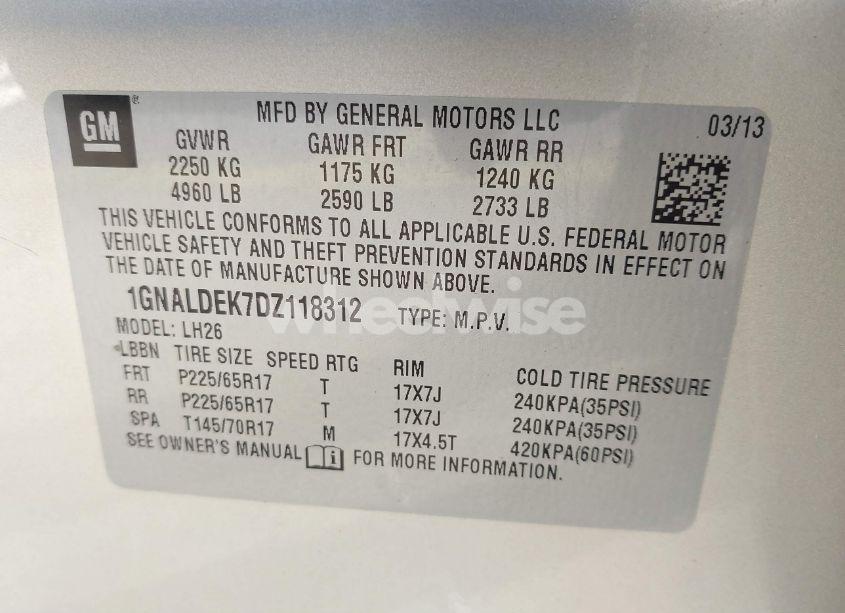 GM®
MFD BY GENERAL MOTORS LLC 03/13
GVWR GAWR FRT GAWR RR
2250 KG 1175 KG 1240 KG
4960 LB 2590 LB 2733 LB
THIS VEHICLE CONFORMS TO ALL APPLICABLE U.S. FEDERAL MOTOR
VEHICLE SAFETY AND THEFT PREVENTION STANDARDS IN EFFECT ON
THE DATE OF MANUFACTURE SHOWN ABOVE.
1GNALDEK7DZ118312 TYPE: M.P.V.
wheelwise
MODEL: LH26
LBBN TIRE SIZE SPEED RTG RIM COLD TIRE PRESSURE
FRT P225/65R17 T 17X7J 240KPA(35PSI)
RR P225/65R17 T 17X7J 240KPA(35PSI)
SPA T145/70R17 M 17X4.5T 420KPA(60PSI)
SEE OWNER'S MANUAL i FOR MORE INFORMATION.